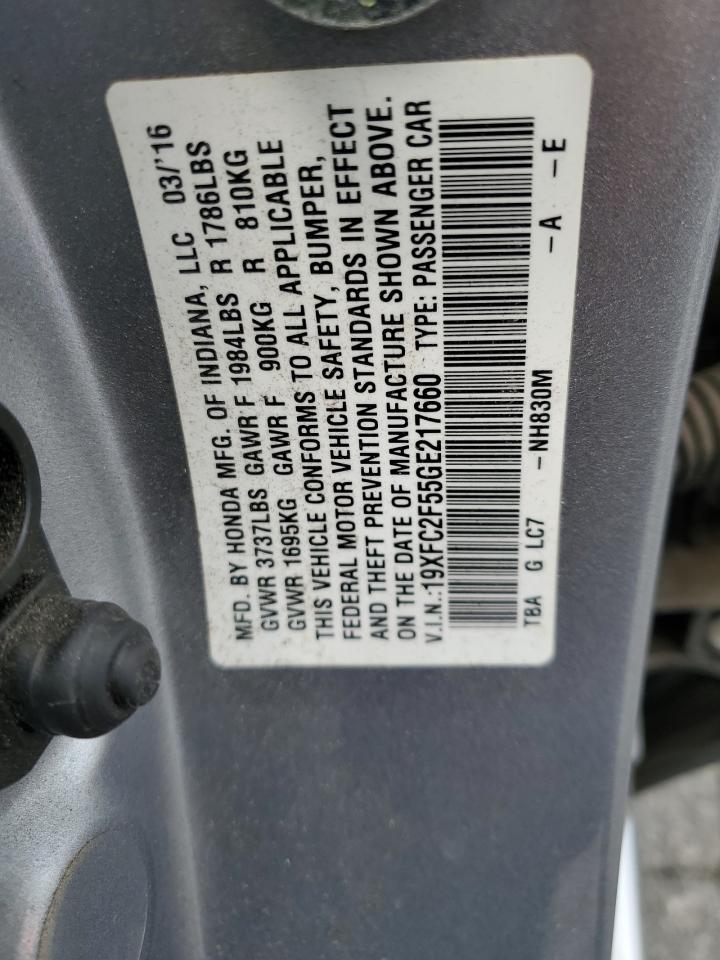 MFD. BY HONDA MFG. OF INDIANA, LLC 03/'16
GVWR 3737LBS GAWR F 1984LBS R 1786LBS
GVWR 1695KG GAWR F 900KG R 810KG
THIS VEHICLE CONFORMS TO ALL APPLICABLE
FEDERAL MOTOR VEHICLE SAFETY, BUMPER,
AND THEFT PREVENTION STANDARDS IN EFFECT
ON THE DATE OF MANUFACTURE SHOWN ABOVE.
V.I.N.:19XFC2F55GE217660 TYPE: PASSENGER CAR
TBA G LC7 -NH830M -A -E